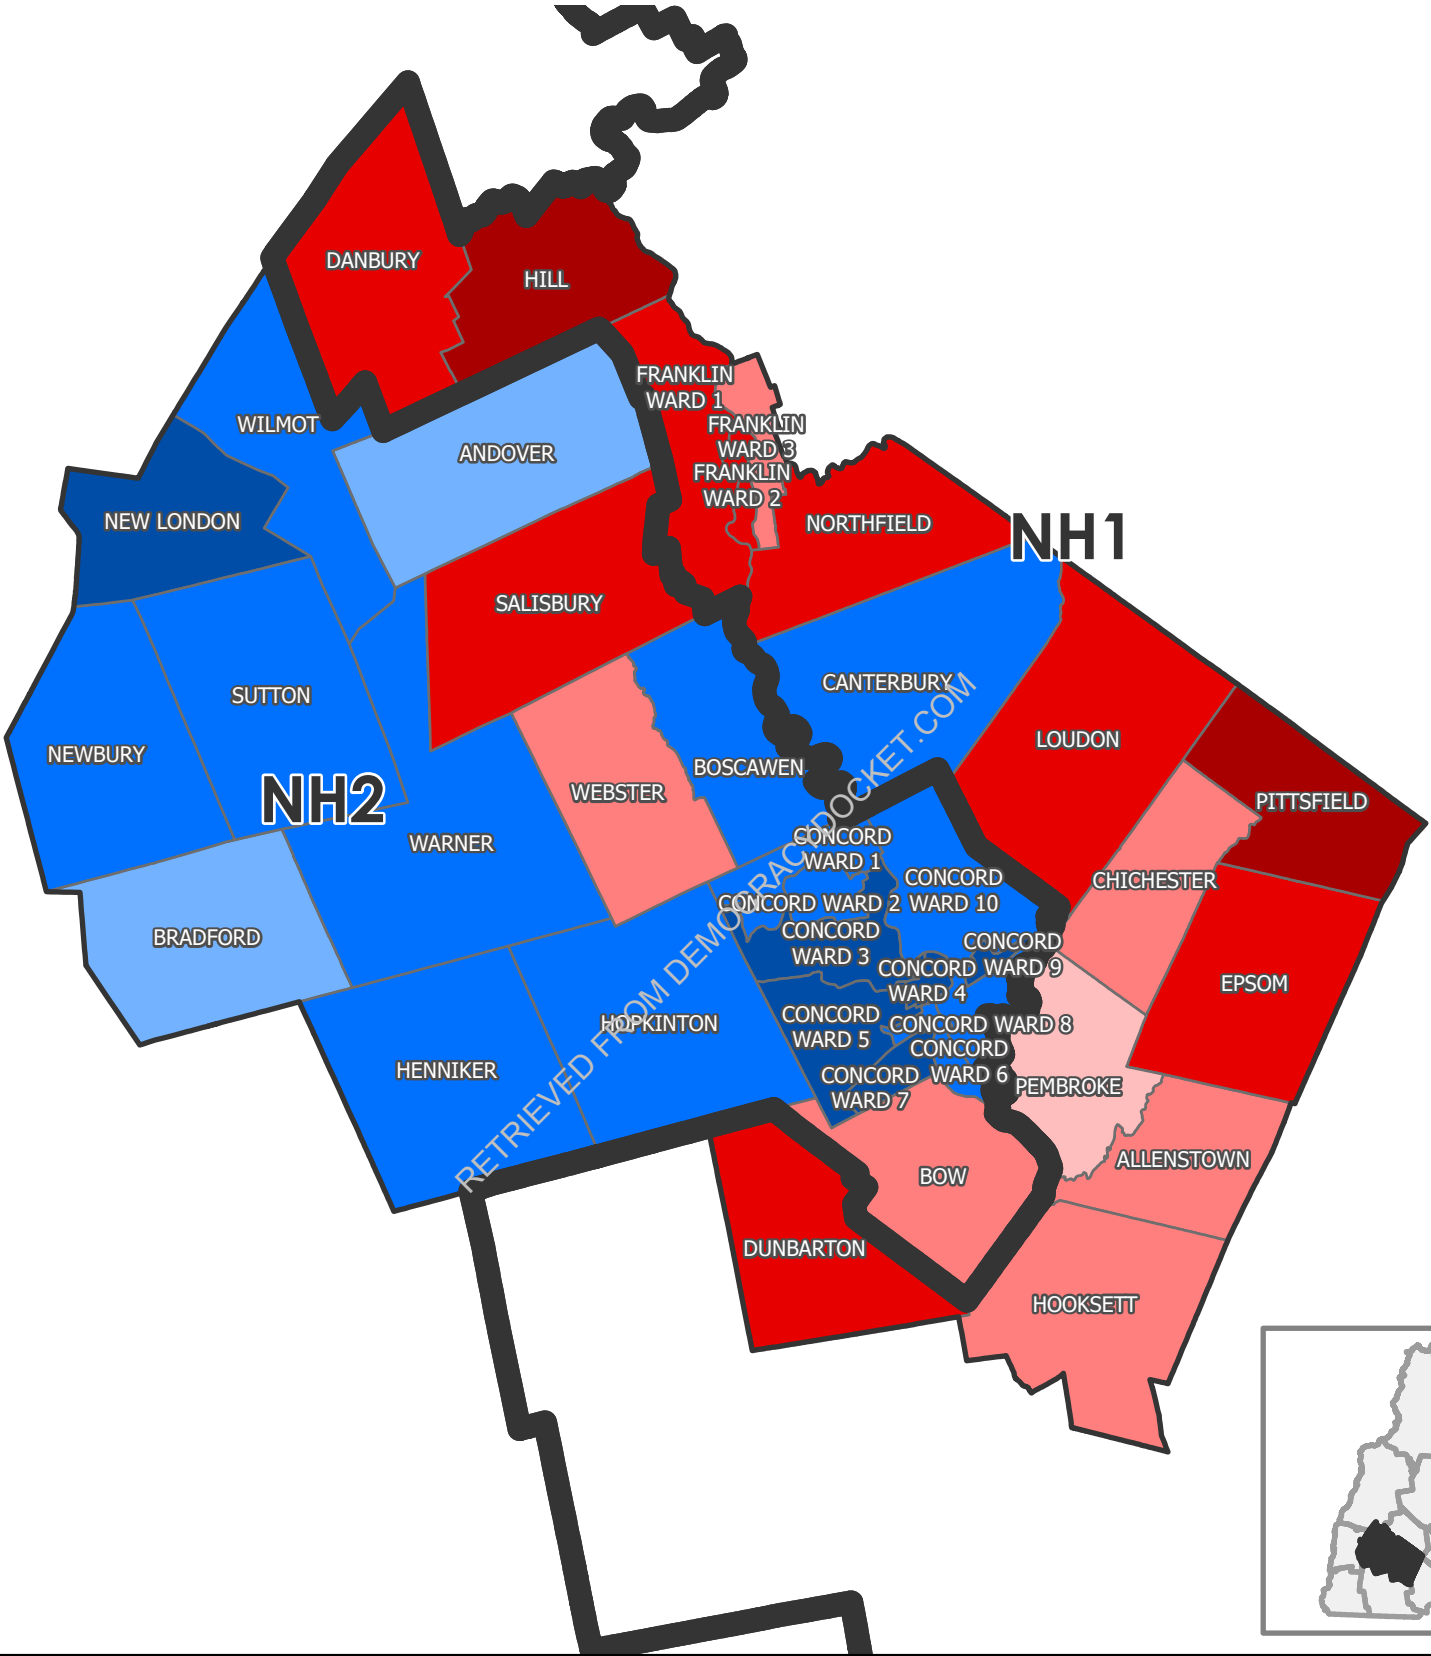 DANBURY
HILL
FRANKLIN
WARD 1
WILMOT
FRANKLIN
WARD 3
ANDOVER
FRANKLIN
WARD 2
NEW LONDON
NORTHFIELD
NH1
SALISBURY
SUTTON
CANTERBURY
NEWBURY
LOUDON
BOSCAWEN
WEBSTER
NH2
PITTSFIELD
WARNER
CONCORD
WARD 1
CHICHESTER
CONCORD
WARD 10
CONCORD WARD 2
BRADFORD
CONCORD
WARD 3
CONCORD
WARD 9
CONCORD
WARD 4
EPSOM
HOPKINTON
CONCORD
WARD 5
CONCORD WARD 8
CONCORD
WARD 6
HENNIKER
CONCORD
WARD 7
PEMBROKE
ALLENSTOWN
BOW
DUNBARTON
HOOKSETT
RETRIEVED FROM DEMOCRACYDOCKET.COM